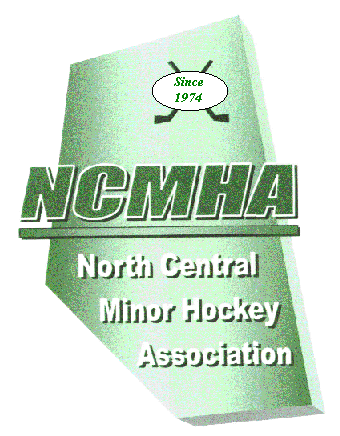 Since
1974
NCMHA
North Central
Minor Hockey
Association